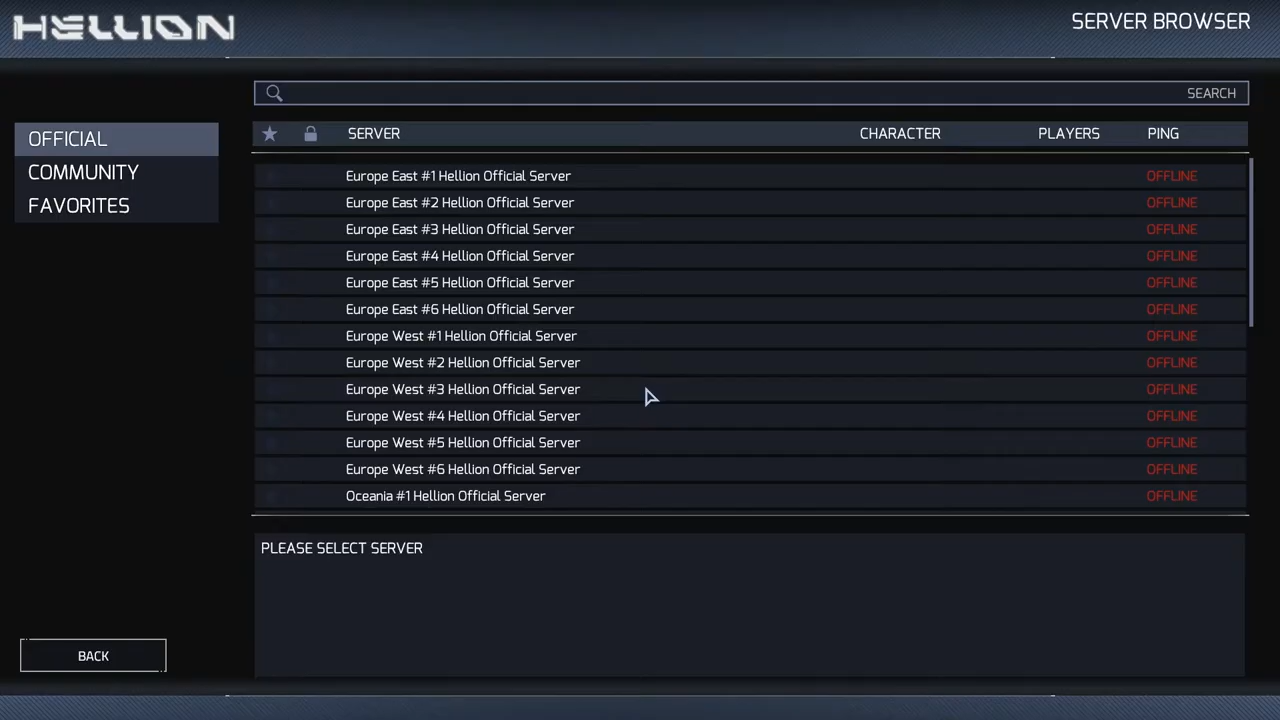 HELLION
SERVER BROWSER
SEARCH
OFFICIAL
COMMUNITY
FAVORITES
SERVER CHARACTER PLAYERS PING
Europe East #1 Hellion Official Server OFFLINE
Europe East #2 Hellion Official Server OFFLINE
Europe East #3 Hellion Official Server OFFLINE
Europe East #4 Hellion Official Server OFFLINE
Europe East #5 Hellion Official Server OFFLINE
Europe East #6 Hellion Official Server OFFLINE
Europe West #1 Hellion Official Server OFFLINE
Europe West #2 Hellion Official Server OFFLINE
Europe West #3 Hellion Official Server OFFLINE
Europe West #4 Hellion Official Server OFFLINE
Europe West #5 Hellion Official Server OFFLINE
Europe West #6 Hellion Official Server OFFLINE
Oceania #1 Hellion Official Server OFFLINE
PLEASE SELECT SERVER
BACK